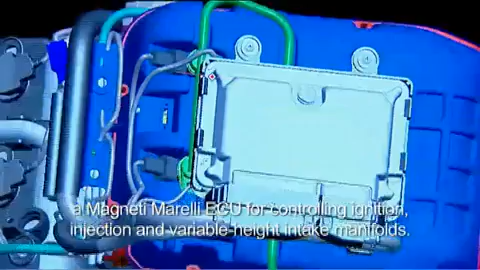 a Magneti Marelli ECU for controlling ignition,
injection and variable-height intake manifolds.